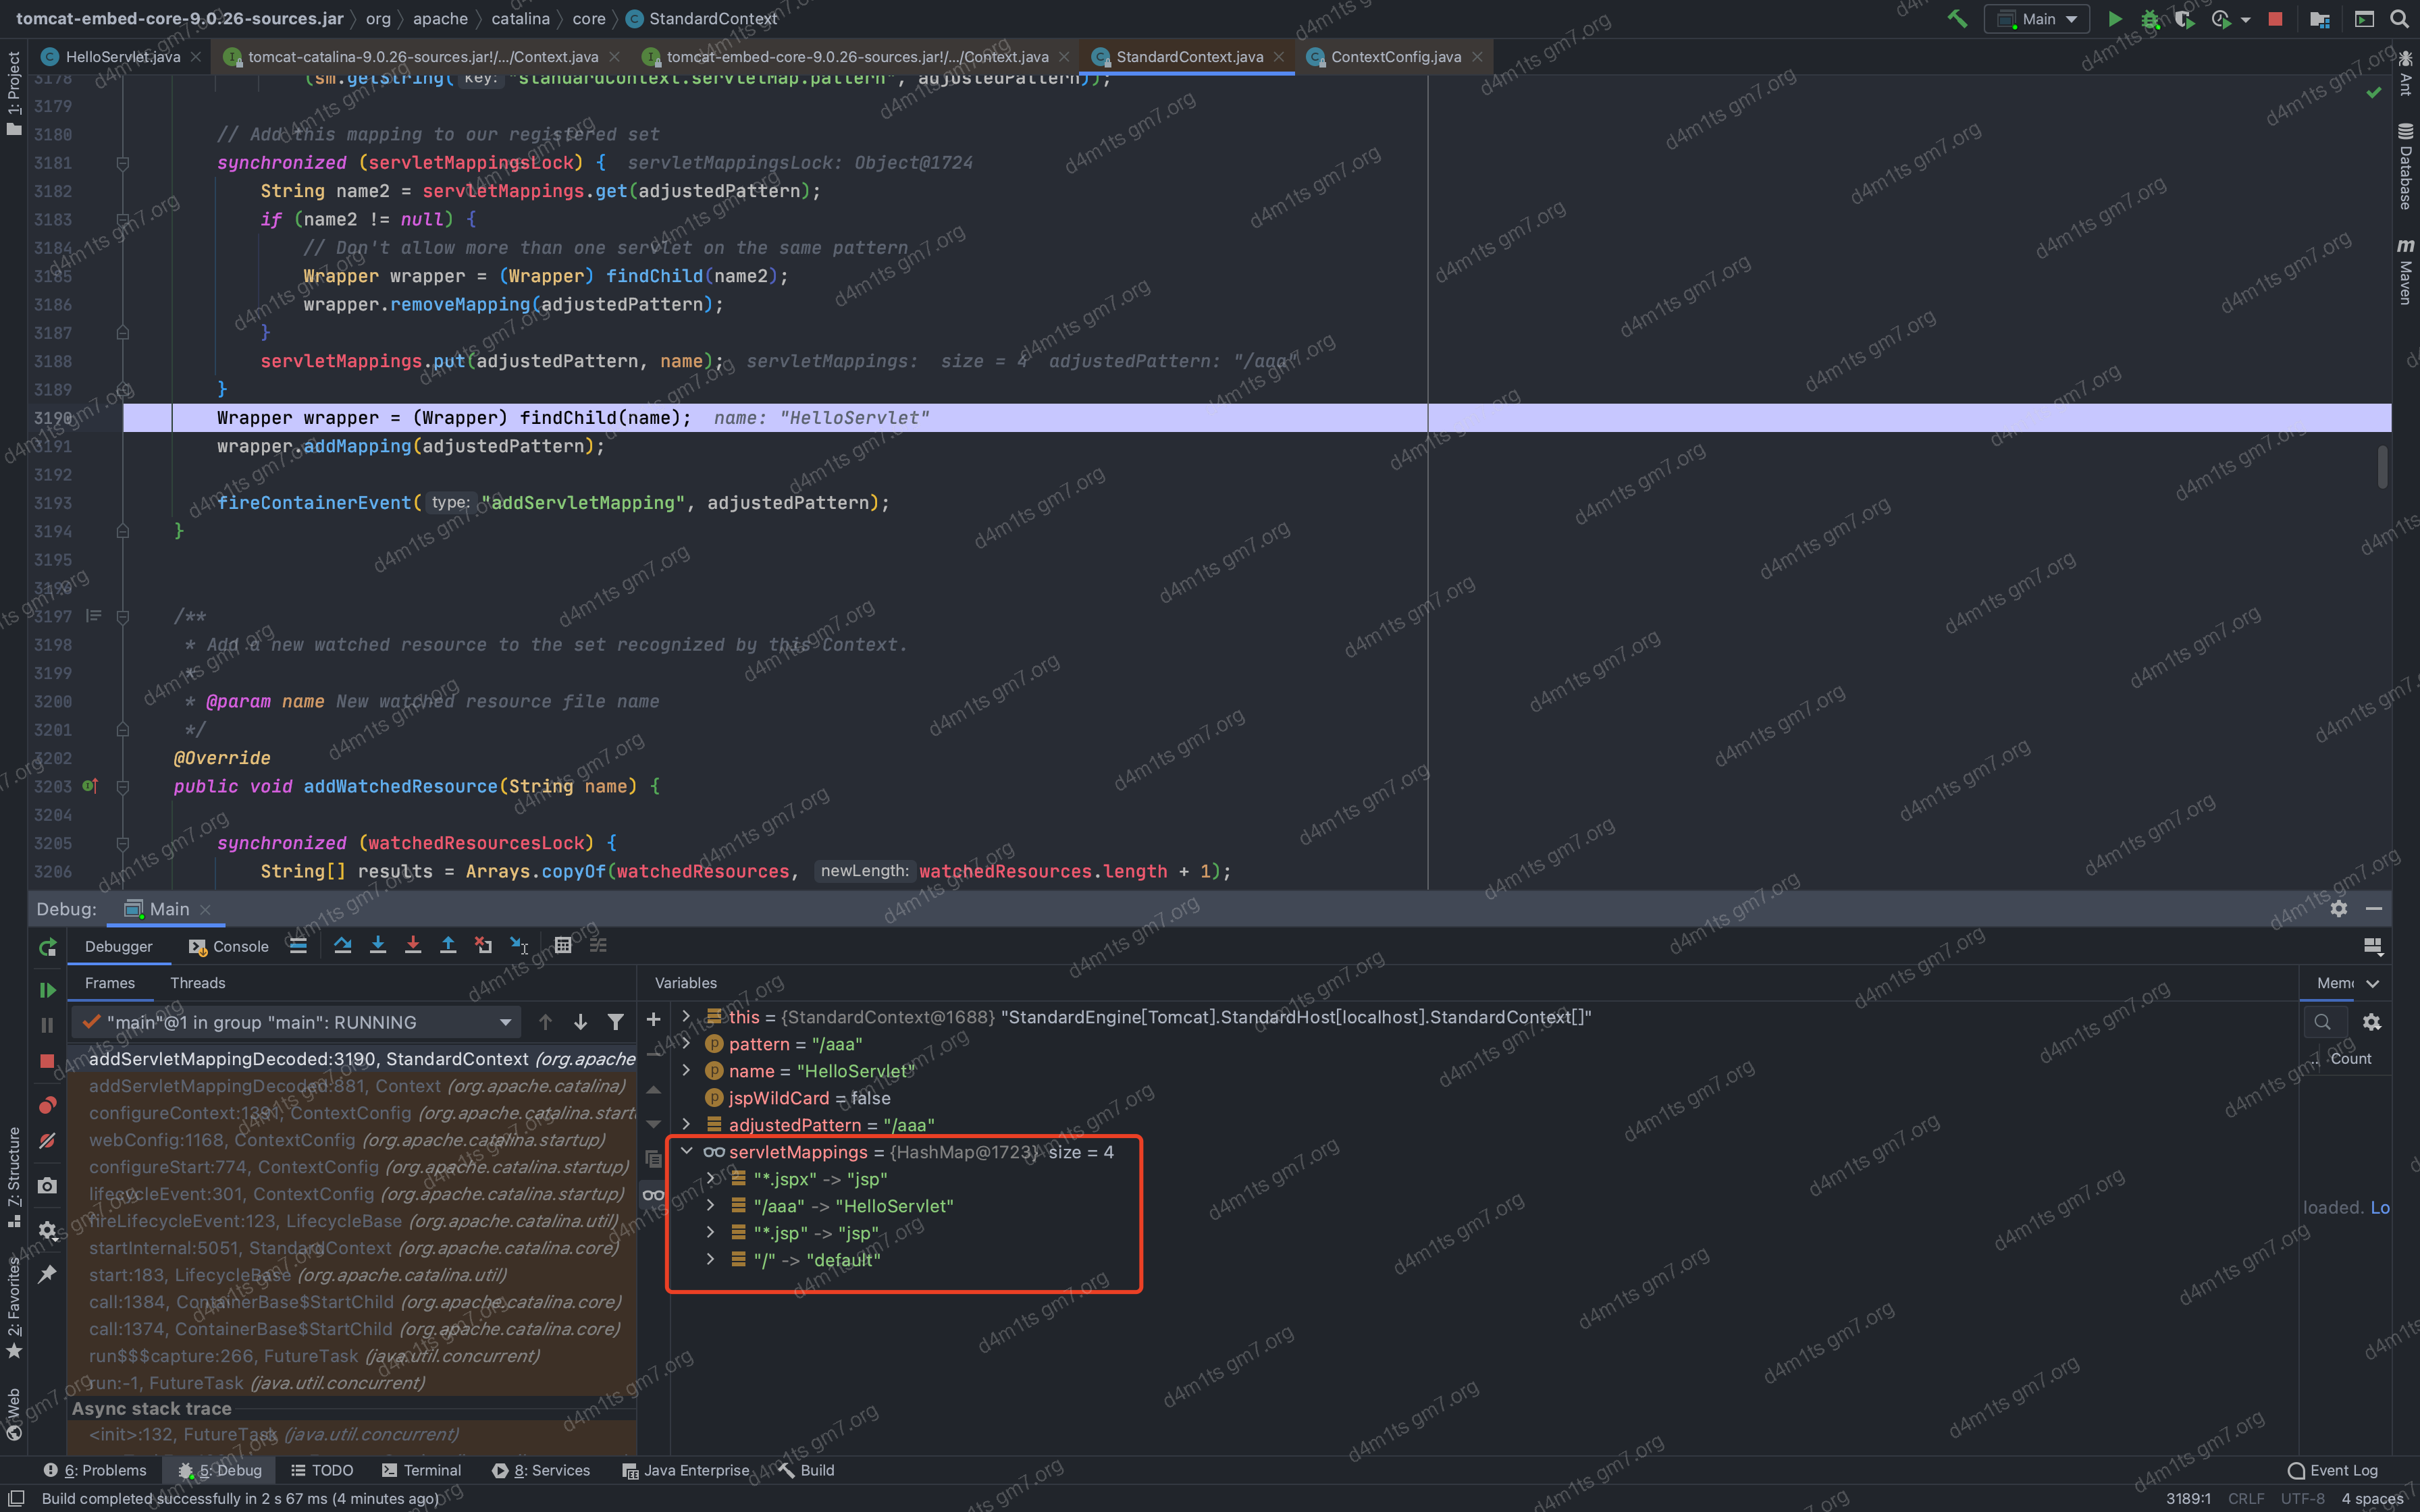 tomcat-embed-core-9.0.26-sources.jar 〉 org 〉 apache 〉 catalina 〉 core 〉 StandardContext
Main
HelloServlet.java
tomcat-catalina-9.0.26-sources.jar!/.../Context.java
tomcat-embed-core-9.0.26-sources.jar!/.../Context.java
StandardContext.java
ContextConfig.java
3178 (sm.getString( key: "standardContext.servletMap.pattern", adjustedPattern));
3179
3180 // Add this mapping to our registered set
3181 synchronized (servletMappingsLock) { servletMappingsLock: Object@1724
3182 String name2 = servletMappings.get(adjustedPattern);
3183 if (name2 != null) {
3184 // Don't allow more than one servlet on the same pattern
3185 Wrapper wrapper = (Wrapper) findChild(name2);
3186 wrapper.removeMapping(adjustedPattern);
3187 }
3188 servletMappings.put(adjustedPattern, name); servletMappings: size = 4 adjustedPattern: "/aaa"
3189 }
3190 Wrapper wrapper = (Wrapper) findChild(name); name: "HelloServlet"
3191 wrapper.addMapping(adjustedPattern);
3192
3193 fireContainerEvent( type: "addServletMapping", adjustedPattern);
3194 }
3195
3196
3197 /**
3198 * Add a new watched resource to the set recognized by this Context.
3199 *
3200 * @param name New watched resource file name
3201 */
3202 @Override
3203 public void addWatchedResource(String name) {
3204
3205 synchronized (watchedResourcesLock) {
3206 String[] results = Arrays.copyOf(watchedResources, newLength: watchedResources.length + 1);
1: Project
Z: Structure
2: Favorites
Web
Ant
Database
Maven
Debug: Main
Debugger
Console
Frames
Threads
Variables
"main"@1 in group "main": RUNNING
addServletMappingDecoded:3190, StandardContext (org.apache
addServletMappingDecoded:881, Context (org.apache.catalina)
configureContext:1391, ContextConfig (org.apache.catalina.start
webConfig:1168, ContextConfig (org.apache.catalina.startup)
configureStart:774, ContextConfig (org.apache.catalina.startup)
lifecycleEvent:301, ContextConfig (org.apache.catalina.startup)
fireLifecycleEvent:123, LifecycleBase (org.apache.catalina.util)
startInternal:5051, StandardContext (org.apache.catalina.core)
start:183, LifecycleBase (org.apache.catalina.util)
call:1384, ContainerBase$StartChild (org.apache.catalina.core)
call:1374, ContainerBase$StartChild (org.apache.catalina.core)
run$$$capture:266, FutureTask (java.util.concurrent)
run:-1, FutureTask (java.util.concurrent)
Async stack trace
<init>:132, FutureTask (java.util.concurrent)
this = {StandardContext@1688} "StandardEngine[Tomcat].StandardHost[localhost].StandardContext[]"
pattern = "/aaa"
name = "HelloServlet"
jspWildCard = false
adjustedPattern = "/aaa"
servletMappings = {HashMap@1723} size = 4
"*.jspx" -> "jsp"
"/aaa" -> "HelloServlet"
"*.jsp" -> "jsp"
"/" -> "default"
Count
loaded. Lo
6: Problems
5: Debug
TODO
Terminal
8: Services
Java Enterprise
Build
Event Log
Build completed successfully in 2 s 67 ms (4 minutes ago)
3189:1 CRLF UTF-8 4 spaces
d4m1ts gm7.org